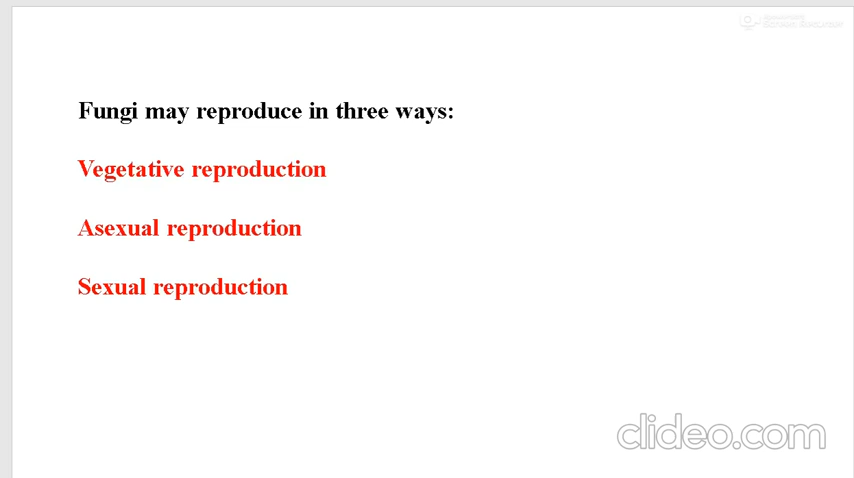 Fungi may reproduce in three ways:
Vegetative reproduction
Asexual reproduction
Sexual reproduction
clideo.com